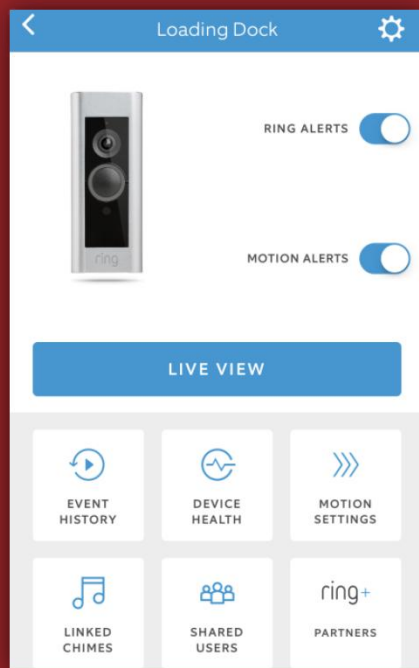 Loading Dock
RING ALERTS
ring
MOTION ALERTS
LIVE VIEW
EVENT
HISTORY
DEVICE
HEALTH
MOTION
SETTINGS
LINKED
CHIMES
SHARED
USERS
ring+
PARTNERS